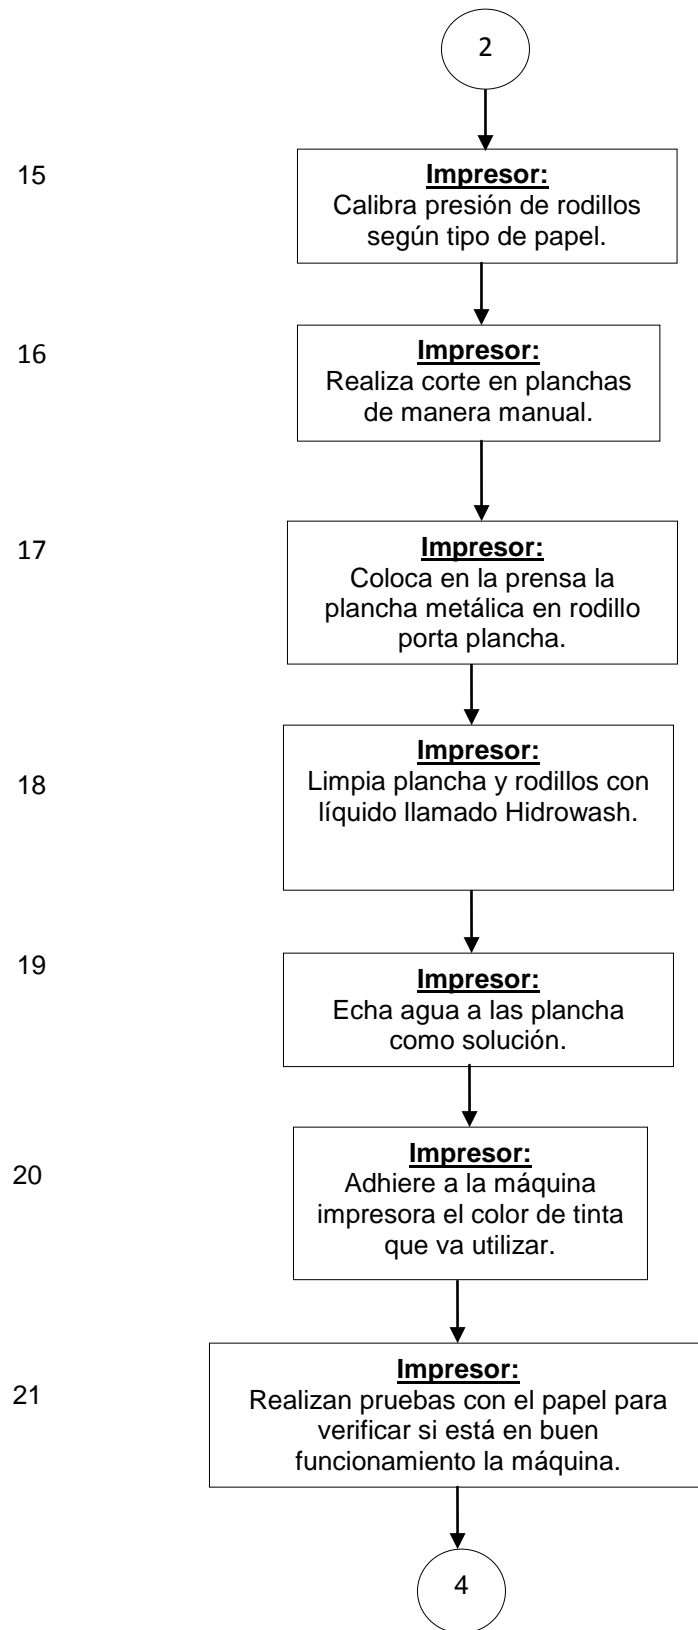 2
15
Impresor:
Calibra presión de rodillos
según tipo de papel.
16
Impresor:
Realiza corte en planchas
de manera manual.
17
Impresor:
Coloca en la prensa la
plancha metálica en rodillo
porta plancha.
18
Impresor:
Limpia plancha y rodillos con
líquido llamado Hidrowash.
19
Impresor:
Echa agua a las plancha
como solución.
20
Impresor:
Adhiere a la máquina
impresora el color de tinta
que va utilizar.
21
Impresor:
Realizan pruebas con el papel para
verificar si está en buen
funcionamiento la máquina.
4